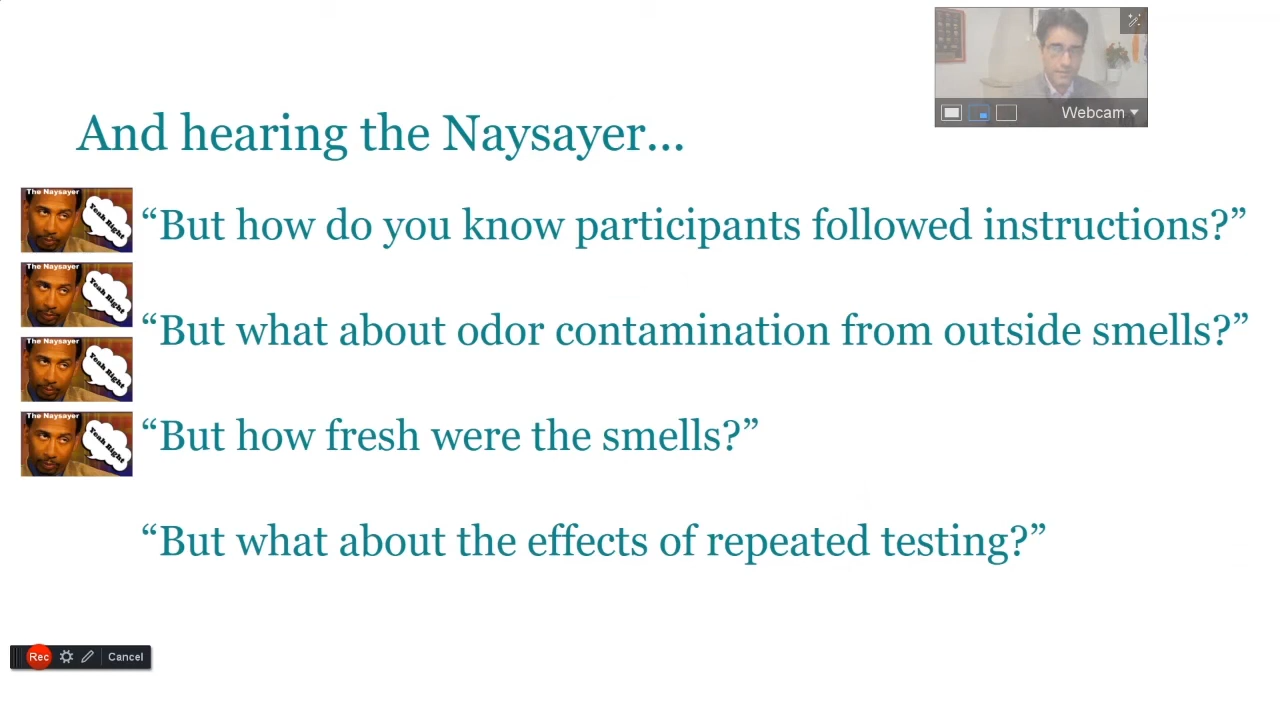 Webcam
And hearing the Naysayer...
The Naysayer
Yeah Right
“But how do you know participants followed instructions?”
The Naysayer
Yeah Right
“But what about odor contamination from outside smells?”
The Naysayer
Yeah Right
The Naysayer
Yeah Right
“But how fresh were the smells?”
“But what about the effects of repeated testing?”
Rec Cancel